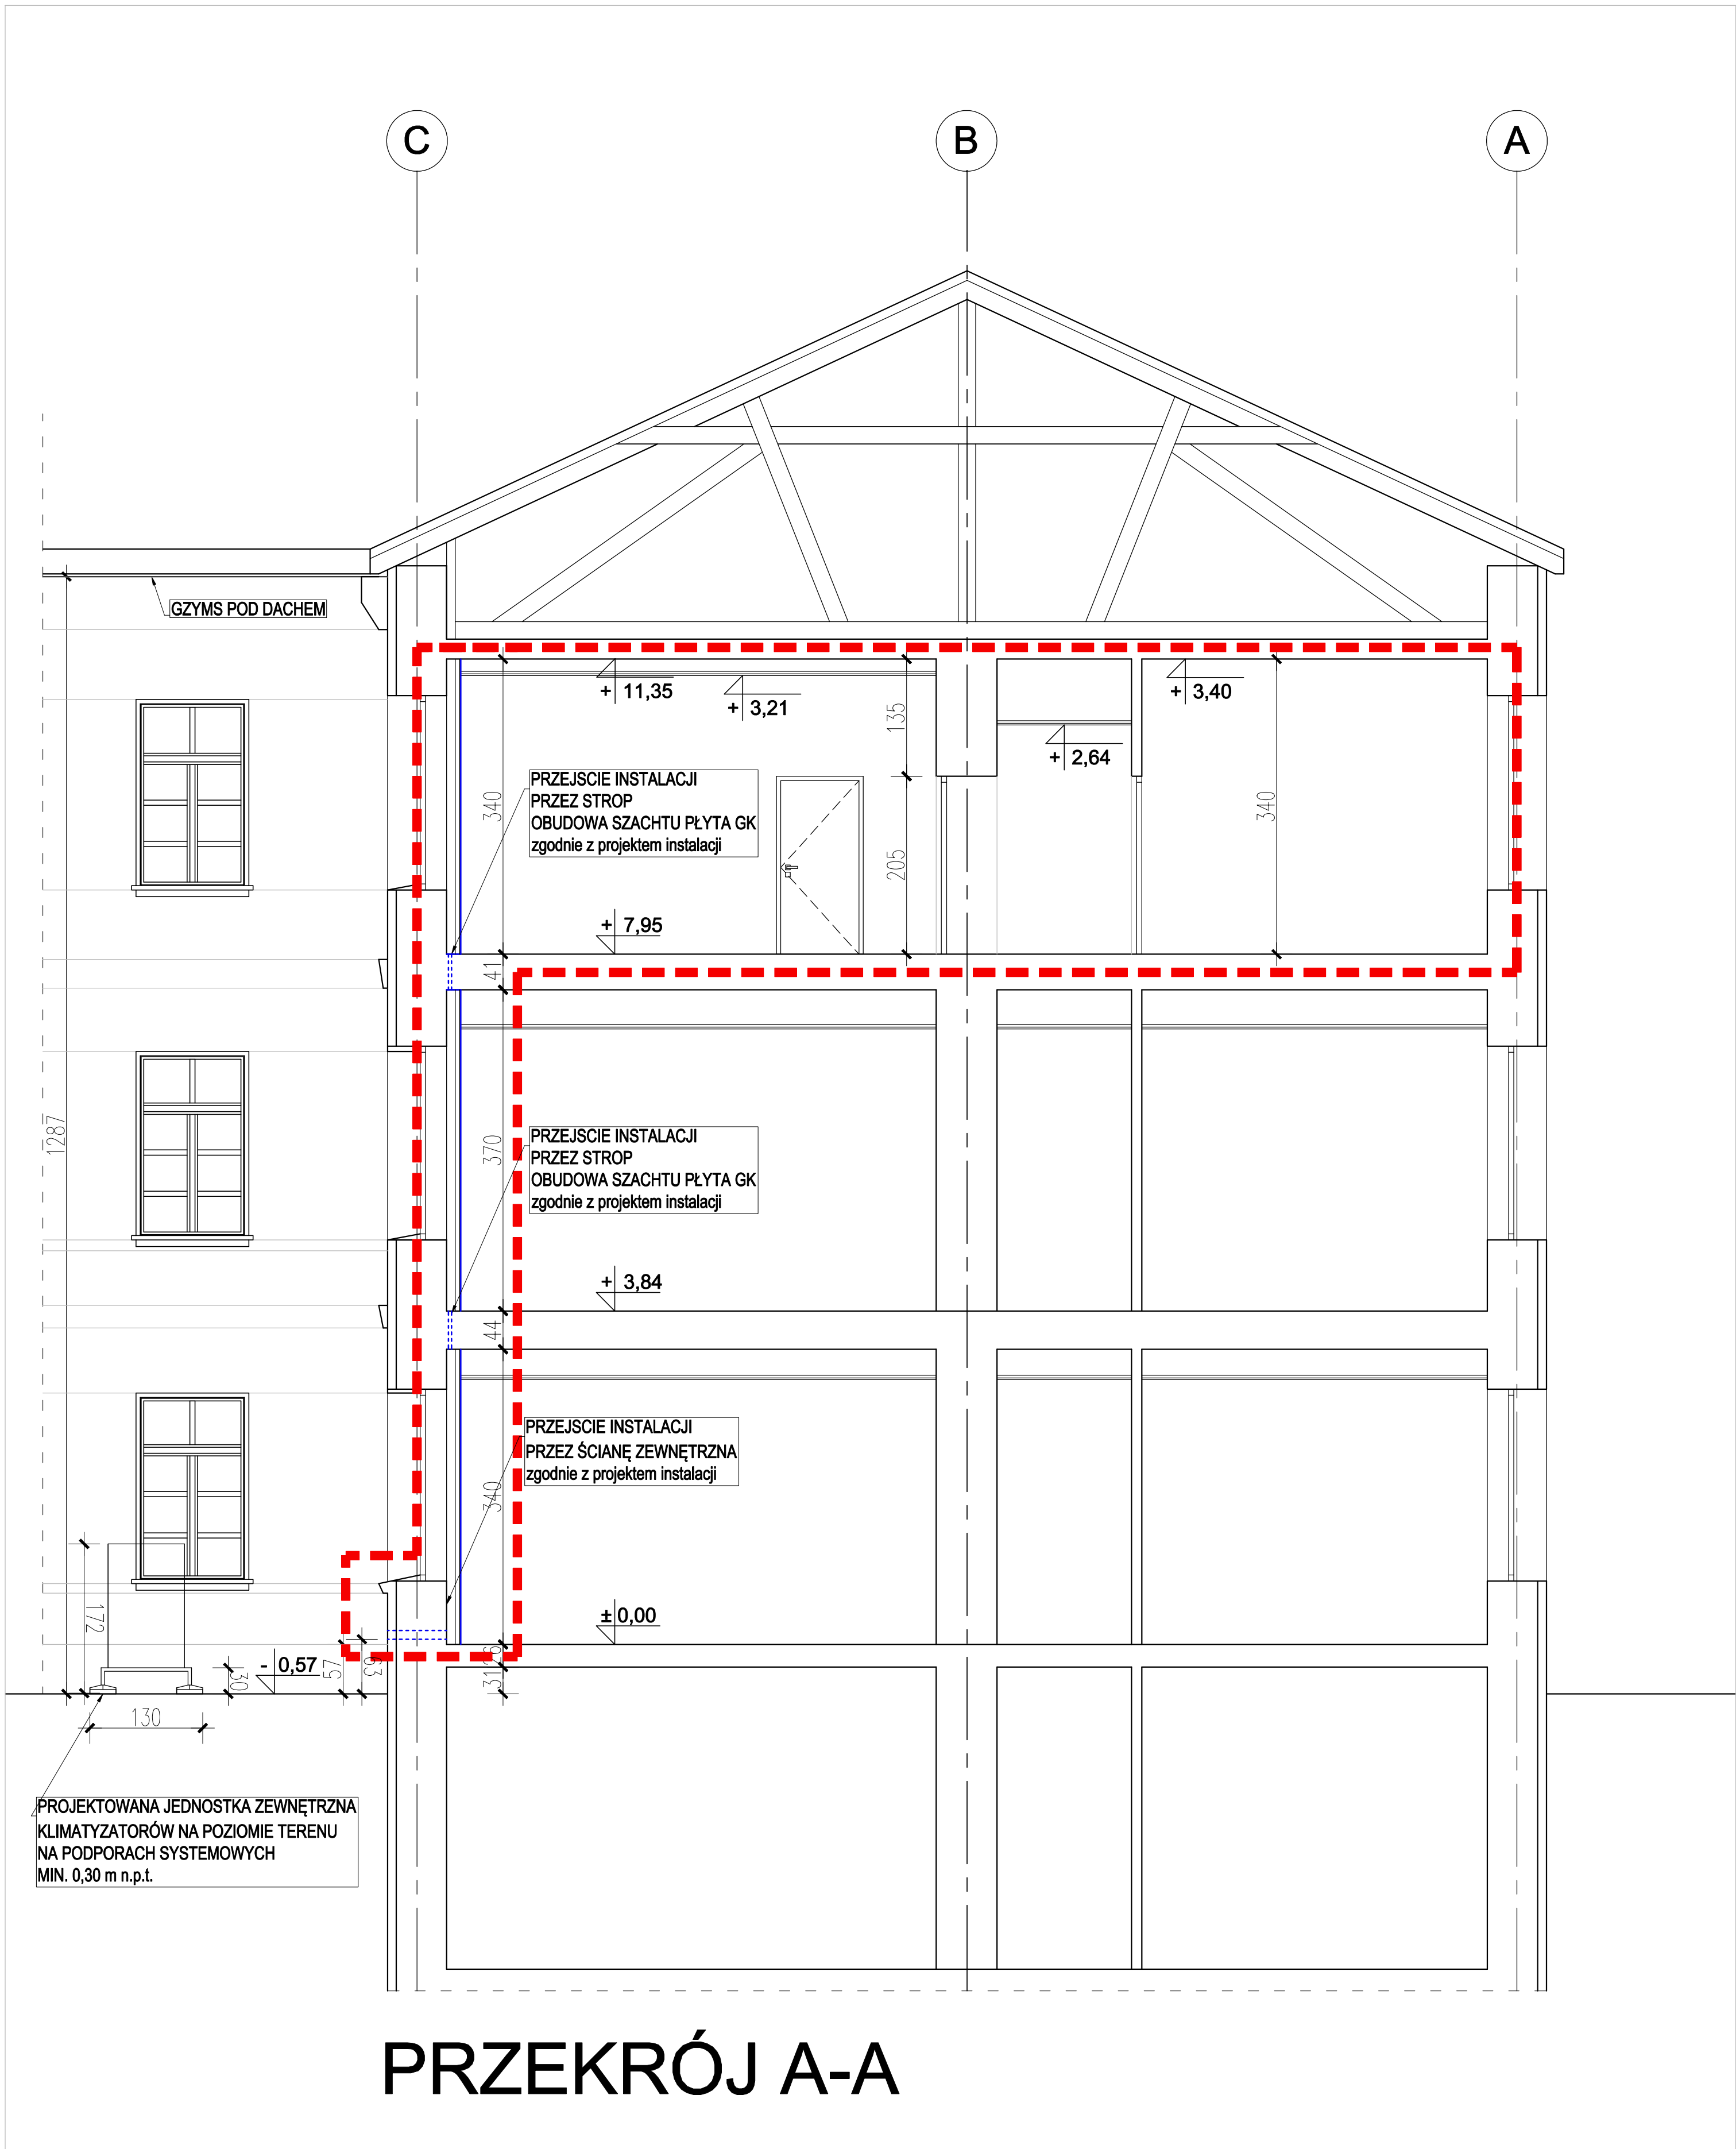 C
B
A
GZYMS POD DACHEM
+ 11,35
+ 3,21
+ 3,40
+ 2,64
135
340
205
340
PRZEJSCIE INSTALACJI
PRZEZ STROP
OBUDOWA SZACHTU PŁYTA GK
zgodnie z projektem instalacji
+ 7,95
41
1287
370
PRZEJSCIE INSTALACJI
PRZEZ STROP
OBUDOWA SZACHTU PŁYTA GK
zgodnie z projektem instalacji
+ 3,84
44
PRZEJSCIE INSTALACJI
PRZEZ ŚCIANĘ ZEWNĘTRZNA
zgodnie z projektem instalacji
340
172
± 0,00
- 0,57
30
57
63
26
31
130
PROJEKTOWANA JEDNOSTKA ZEWNĘTRZNA
KLIMATYZATORÓW NA POZIOMIE TERENU
NA PODPORACH SYSTEMOWYCH
MIN. 0,30 m n.p.t.
PRZEKRÓJ A-A